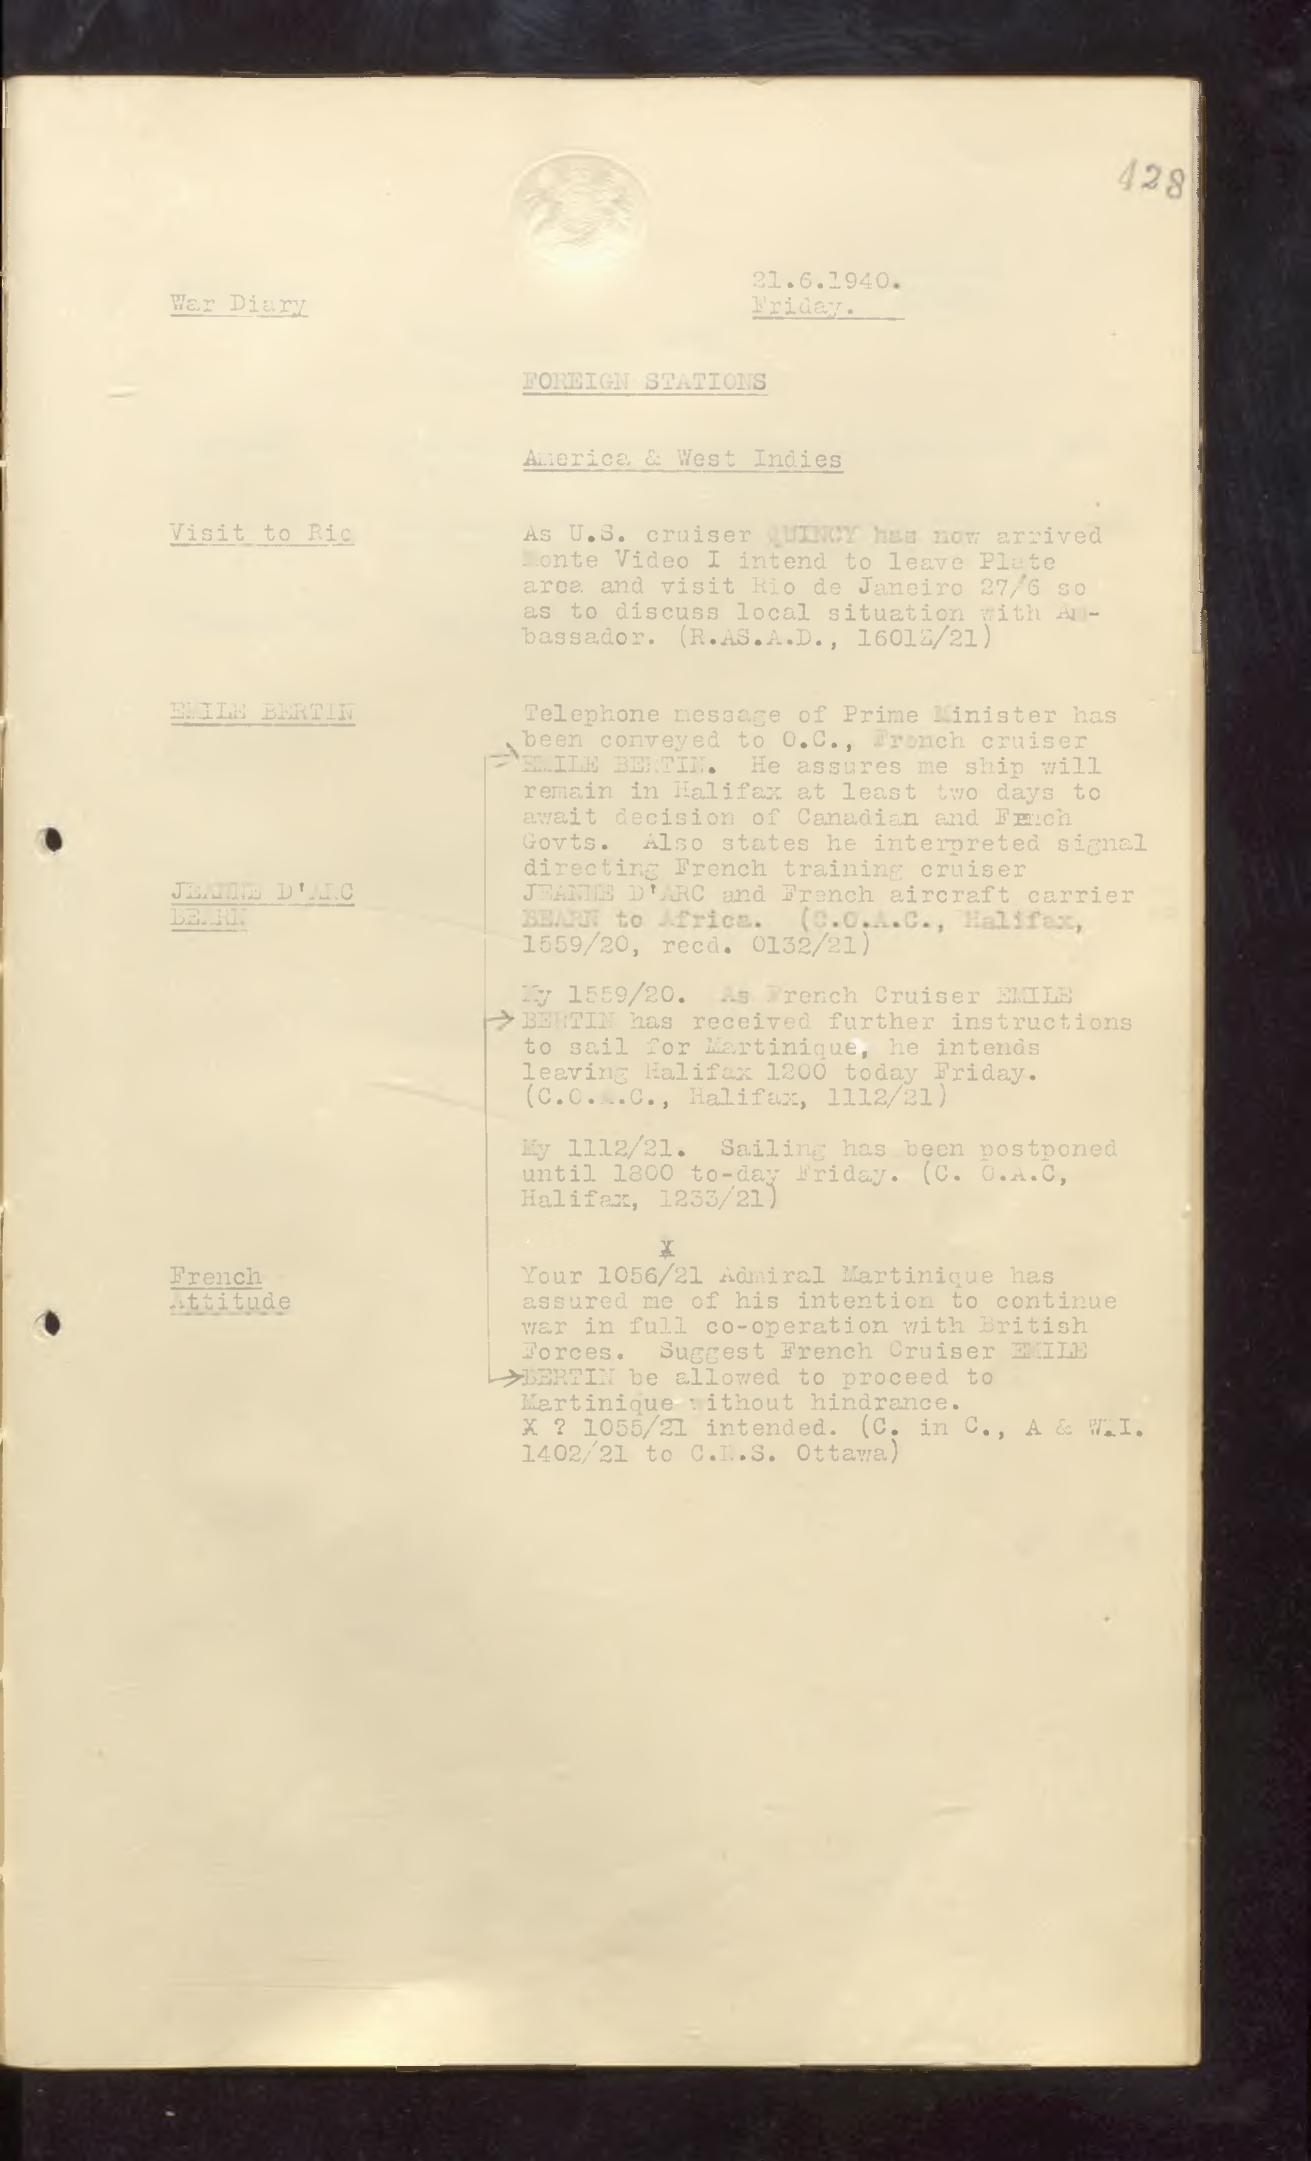 428
21.6.1940.
War Diary
Friday.
FOREIGN STATIONS
America & West Indies
Visit to Rio
As U.S. cruiser QUINCY has now arrived
Monte Video I intend to leave Plate
area and visit Rio de Janeiro 27/6 so
as to discuss local situation with Am-
bassador. (R.AS.A.D., 1601Z/21)
EMILE BERTIN
Telephone message of Prime Minister has
been conveyed to O.C., French cruiser
EMILE BERTIN. He assures me ship will
remain in Halifax at least two days to
await decision of Canadian and French
Govts. Also states he interpreted signal
directing French training cruiser
JEANNE D'ARC
BEARN
JEANNE D'ARC and French aircraft carrier
BEARN to Africa. (C.O.A.C., Halifax,
1559/20, recd. 0132/21)
My 1559/20. As French Cruiser EMILE
BERTIN has received further instructions
to sail for Martinique, he intends
leaving Halifax 1200 today Friday.
(C.O.A.C., Halifax, 1112/21)
My 1112/21. Sailing has been postponed
until 1800 to-day Friday. (C. O.A.C,
Halifax, 1233/21)
X
French
Attitude
Your 1056/21 Admiral Martinique has
assured me of his intention to continue
war in full co-operation with British
Forces. Suggest French Cruiser EMILE
BERTIN be allowed to proceed to
Martinique without hindrance.
X ? 1055/21 intended. (C. in C., A & W.I.
1402/21 to C.N.S. Ottawa)